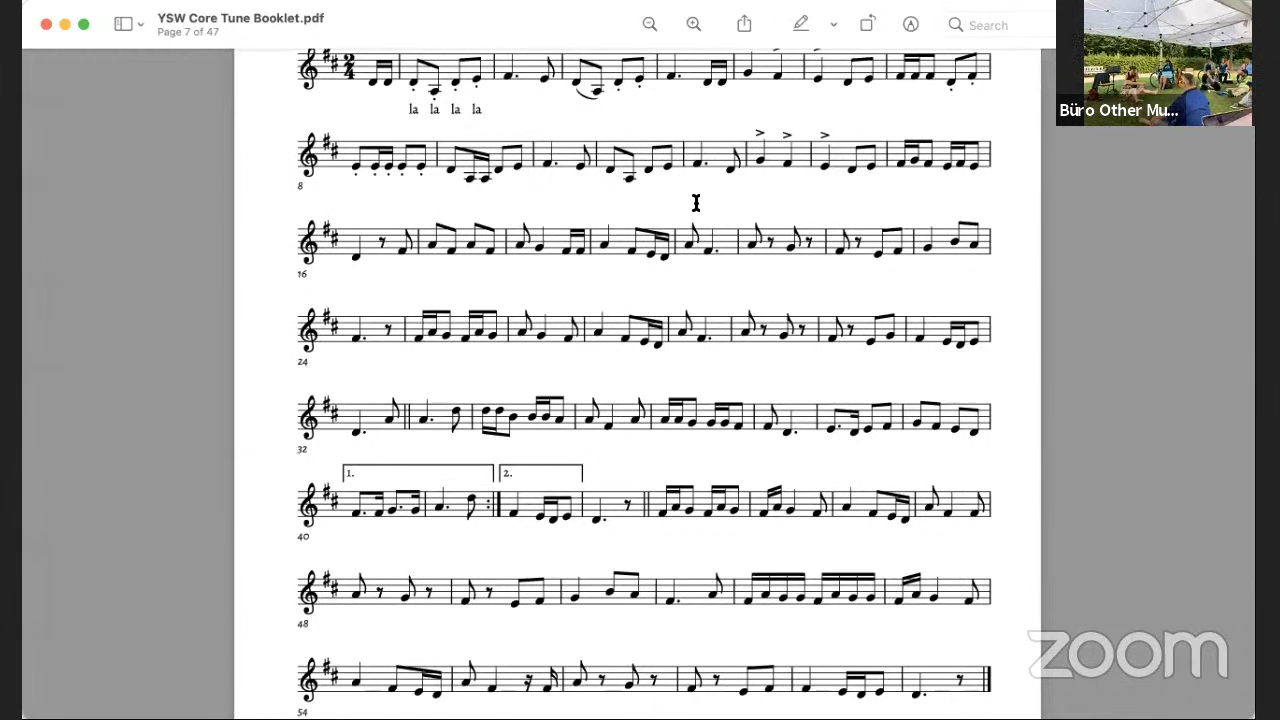 YSW Core Tune Booklet.pdf
Page 7 of 47
Search
Büro Other Mu...
la la la la
8
16
24
32
1. 2.
40
48
54
zoom